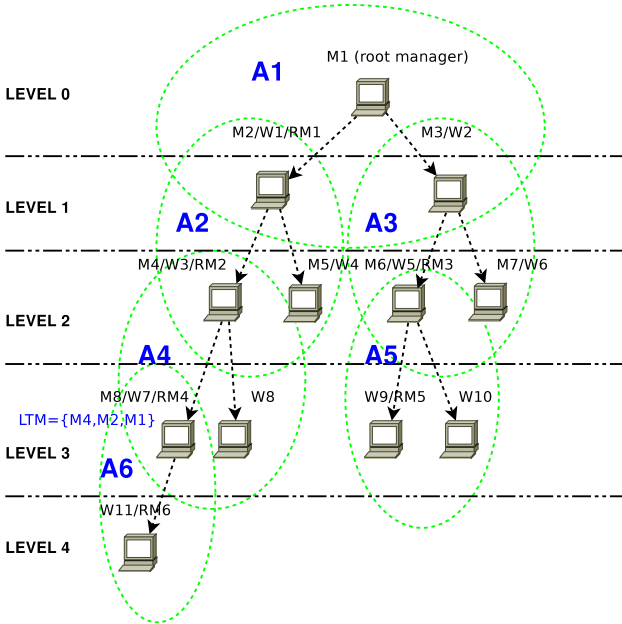 M1 (root manager)
A1
LEVEL 0
M2/W1/RM1
M3/W2
LEVEL 1
A2
A3
M4/W3/RM2
M5/W4
M6/W5/RM3
M7/W6
LEVEL 2
A4
A5
M8/W7/RM4
W8
W9/RM5
W10
LTM={M4,M2,M1}
LEVEL 3
A6
W11/RM6
LEVEL 4